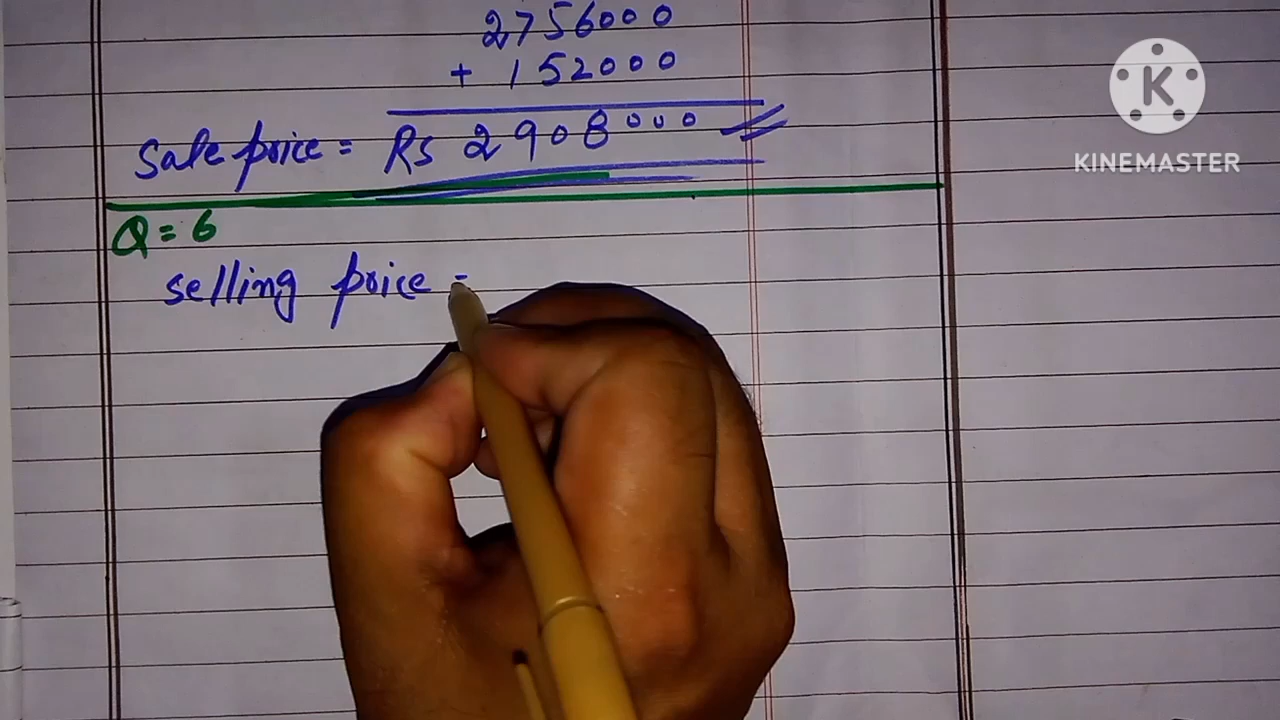 2756000
+ 152000
Sale price = Rs 2908000
Q = 6
selling price =
K
KINEMASTER